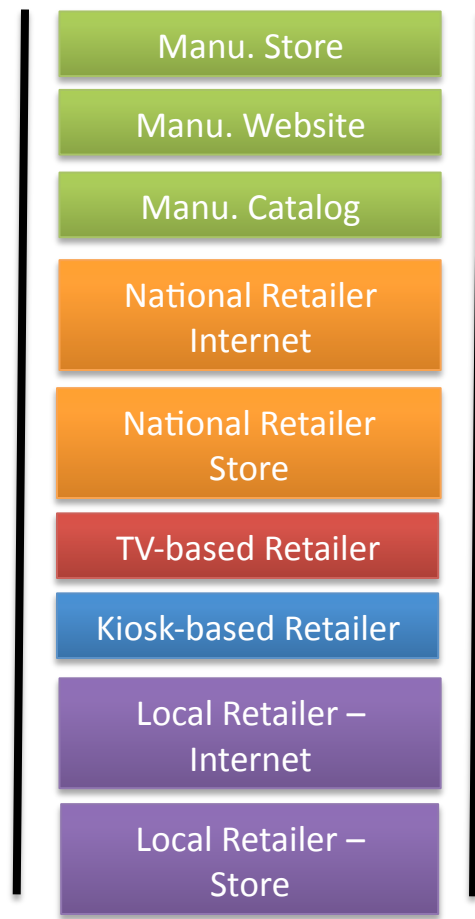 Manu. Store
Manu. Website
Manu. Catalog
National Retailer
Internet
National Retailer
Store
TV-based Retailer
Kiosk-based Retailer
Local Retailer –
Internet
Local Retailer –
Store